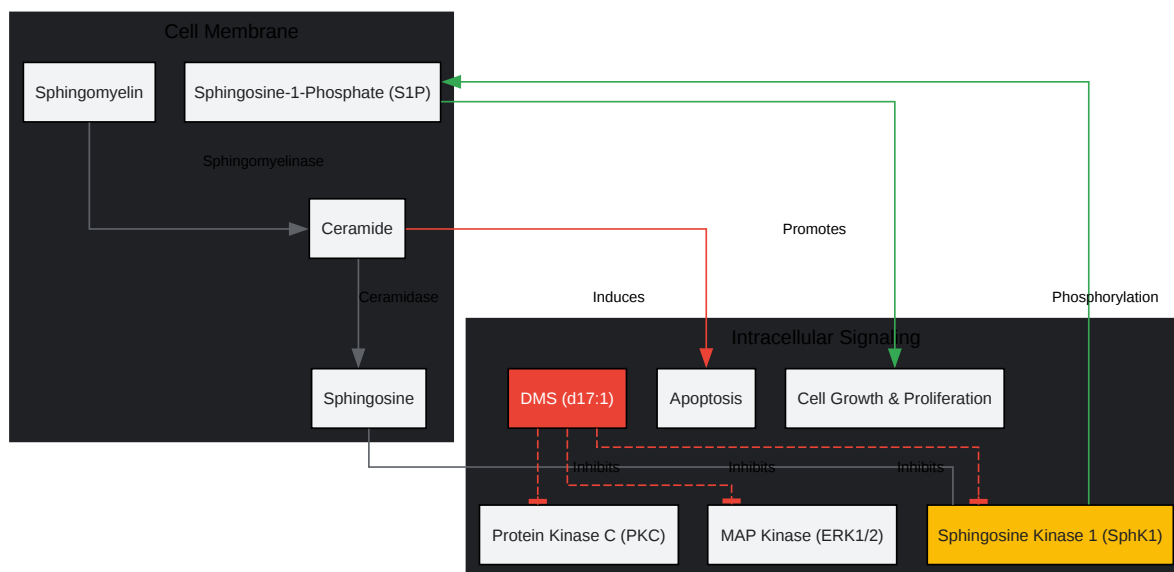 Cell Membrane
Sphingomyelin
Sphingosine-1-Phosphate (S1P)
Sphingomyelinase
Ceramide
Promotes
Ceramidase
Induces
Phosphorylation
Intracellular Signaling
Sphingosine
DMS (d17:1)
Apoptosis
Cell Growth & Proliferation
Inhibits
Inhibits
Inhibits
Protein Kinase C (PKC)
MAP Kinase (ERK1/2)
Sphingosine Kinase 1 (SphK1)